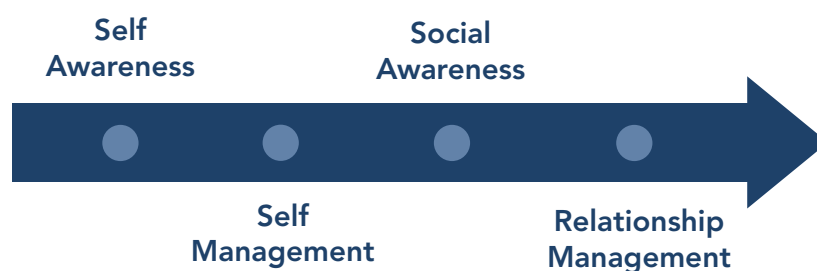 Self
Awareness
Self
Management
Social
Awareness
Relationship
Management